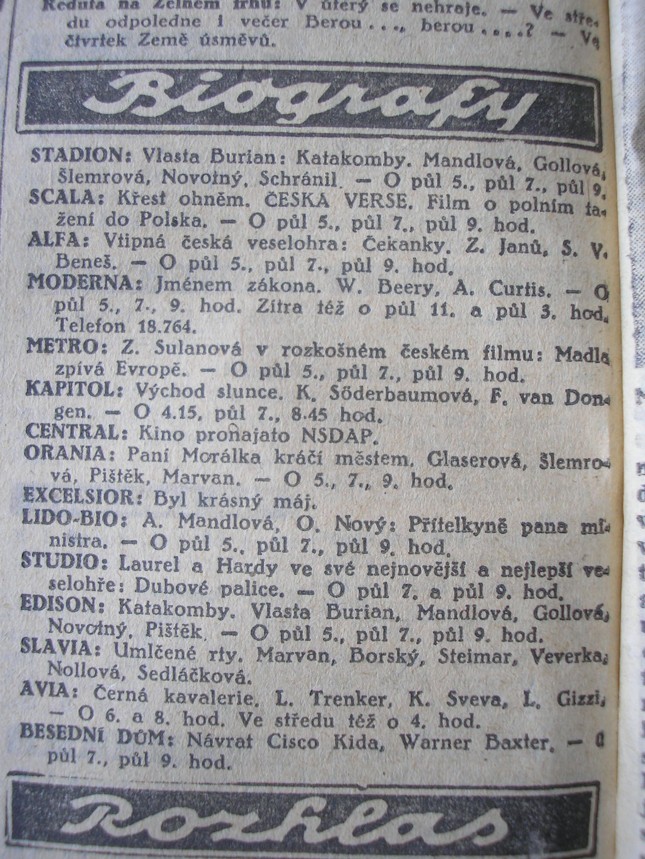 Reduta na Zelném trhu: V úterý se nehraje. — Ve stře-
du odpoledne i večer Berou . . ., berou . . . .? — Ve
čtvrtek Země úsměvů.
Biografy
STADION: Vlasta Burian: Katakomby. Mandlová, Gollová,
Šlemrová, Novotný, Schránil. — O půl 5., půl 7., půl 9.
SCALA: Křest ohněm. ČESKÁ VERSE. Film o polním ta-
žení do Polska. — O půl 5., půl 7., půl 9. hod.
ALFA: Vtipná česká veselohra: Čekanky. Z. Janů, S. V.
Beneš. — O půl 5., půl 7., půl 9. hod.
MODERNA: Jménem zákona. W. Beery, A. Curtis. — O
půl 5., 7., 9. hod. Zítra též o půl 11. a půl 3. hod.
Telefon 18.764.
METRO: Z. Sulanová v rozkošném českém filmu: Madla
zpívá Evropě. — O půl 5., půl 7., půl 9. hod.
KAPITOL: Východ slunce. K. Söderbaumová, F. van Don-
gen. — O 4.15, půl 7., 8.45 hod.
CENTRAL: Kino pronajato NSDAP.
ORANIA: Paní Morálka kráčí městem. Glaserová, Šlemro-
vá, Pištěk, Marvan. — O 5., 7., 9. hod.
EXCELSIOR: Byl krásný máj.
LIDO-BIO: A. Mandlová, O. Nový: Přítelkyně pana mi-
nistra. — O půl 5., půl 7., půl 9. hod.
STUDIO: Laurel a Hardy ve své nejnovější a nejlepší ve-
selohře: Dubové palice. — O půl 7. a půl 9. hod.
EDISON: Katakomby. Vlasta Burian, Mandlová, Gollová,
Novotný, Pištěk. — O půl 5., půl 7., půl 9. hod.
SLAVIA: Umlčené rty. Marvan, Borský, Steimar, Veverka,
Nollová, Sedláčková.
AVIA: Černá kavalerie. L. Trenker, K. Sveva, L. Gizzi.
— O 6. a 8. hod. Ve středu též o 4. hod.
BESEDNÍ DŮM: Návrat Cisco Kida, Warner Baxter. — O
půl 7., půl 9. hod.
Rozhlas